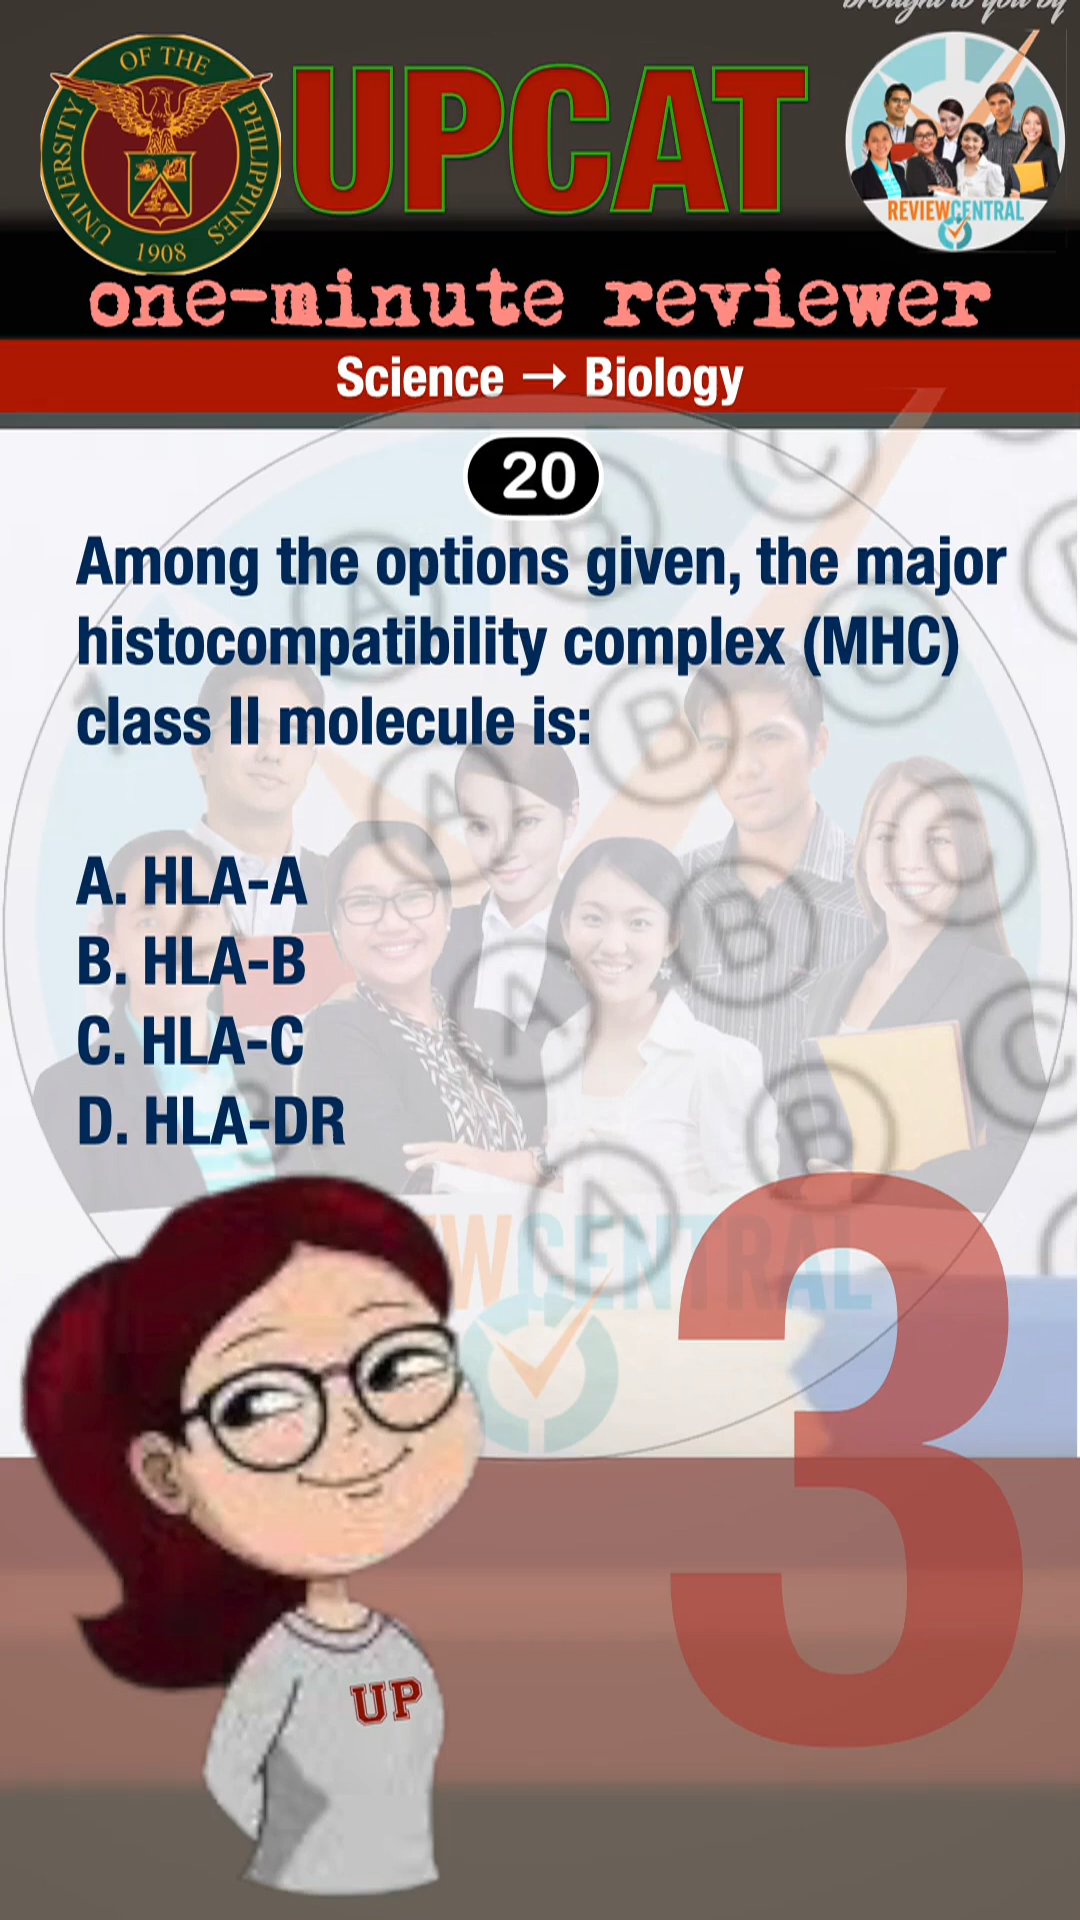 brought to you by
UNIVERSITY OF THE PHILIPPINES
1908
UPCAT
REVIEWCENTRAL
one-minute reviewer
Science → Biology
20
Among the options given, the major
histocompatibility complex (MHC)
class II molecule is:
A. HLA-A
B. HLA-B
C. HLA-C
D. HLA-DR
3
UP